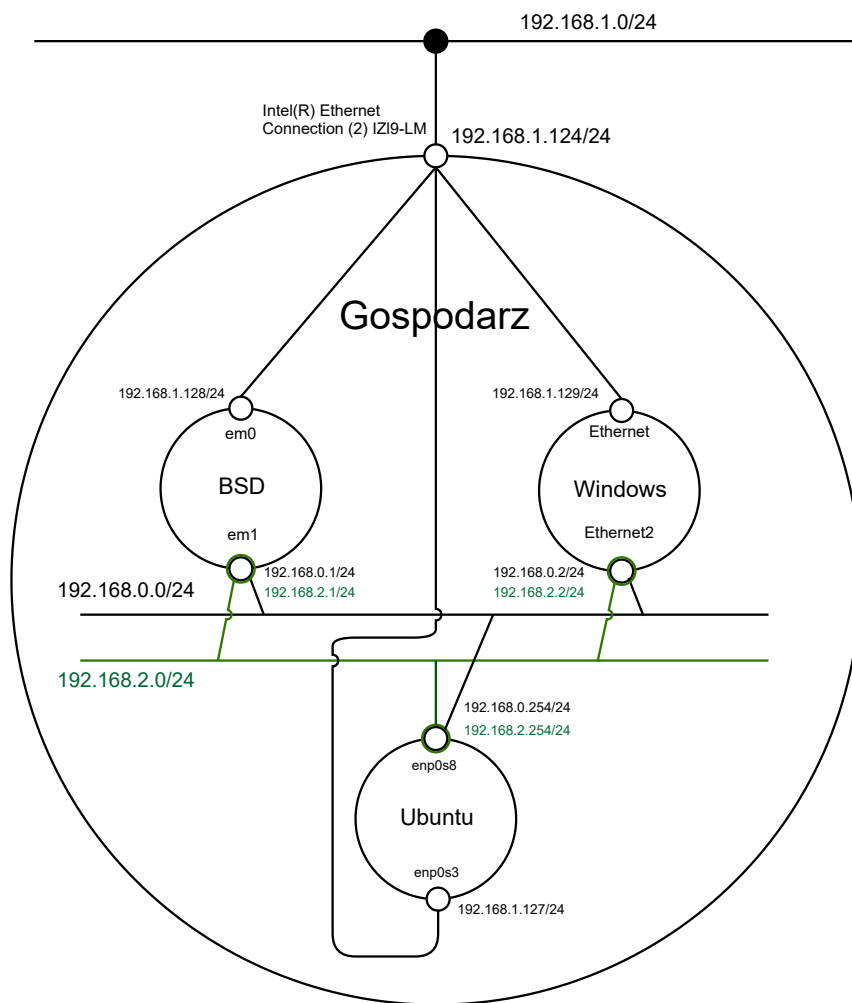 192.168.1.0/24
Intel(R) Ethernet
Connection (2) IZI9-LM
192.168.1.124/24
Gospodarz
192.168.1.128/24
192.168.1.129/24
em0
Ethernet
BSD
Windows
em1
Ethernet2
192.168.0.1/24
192.168.0.2/24
192.168.0.0/24
192.168.2.1/24
192.168.2.2/24
192.168.2.0/24
192.168.0.254/24
192.168.2.254/24
enp0s8
Ubuntu
enp0s3
192.168.1.127/24